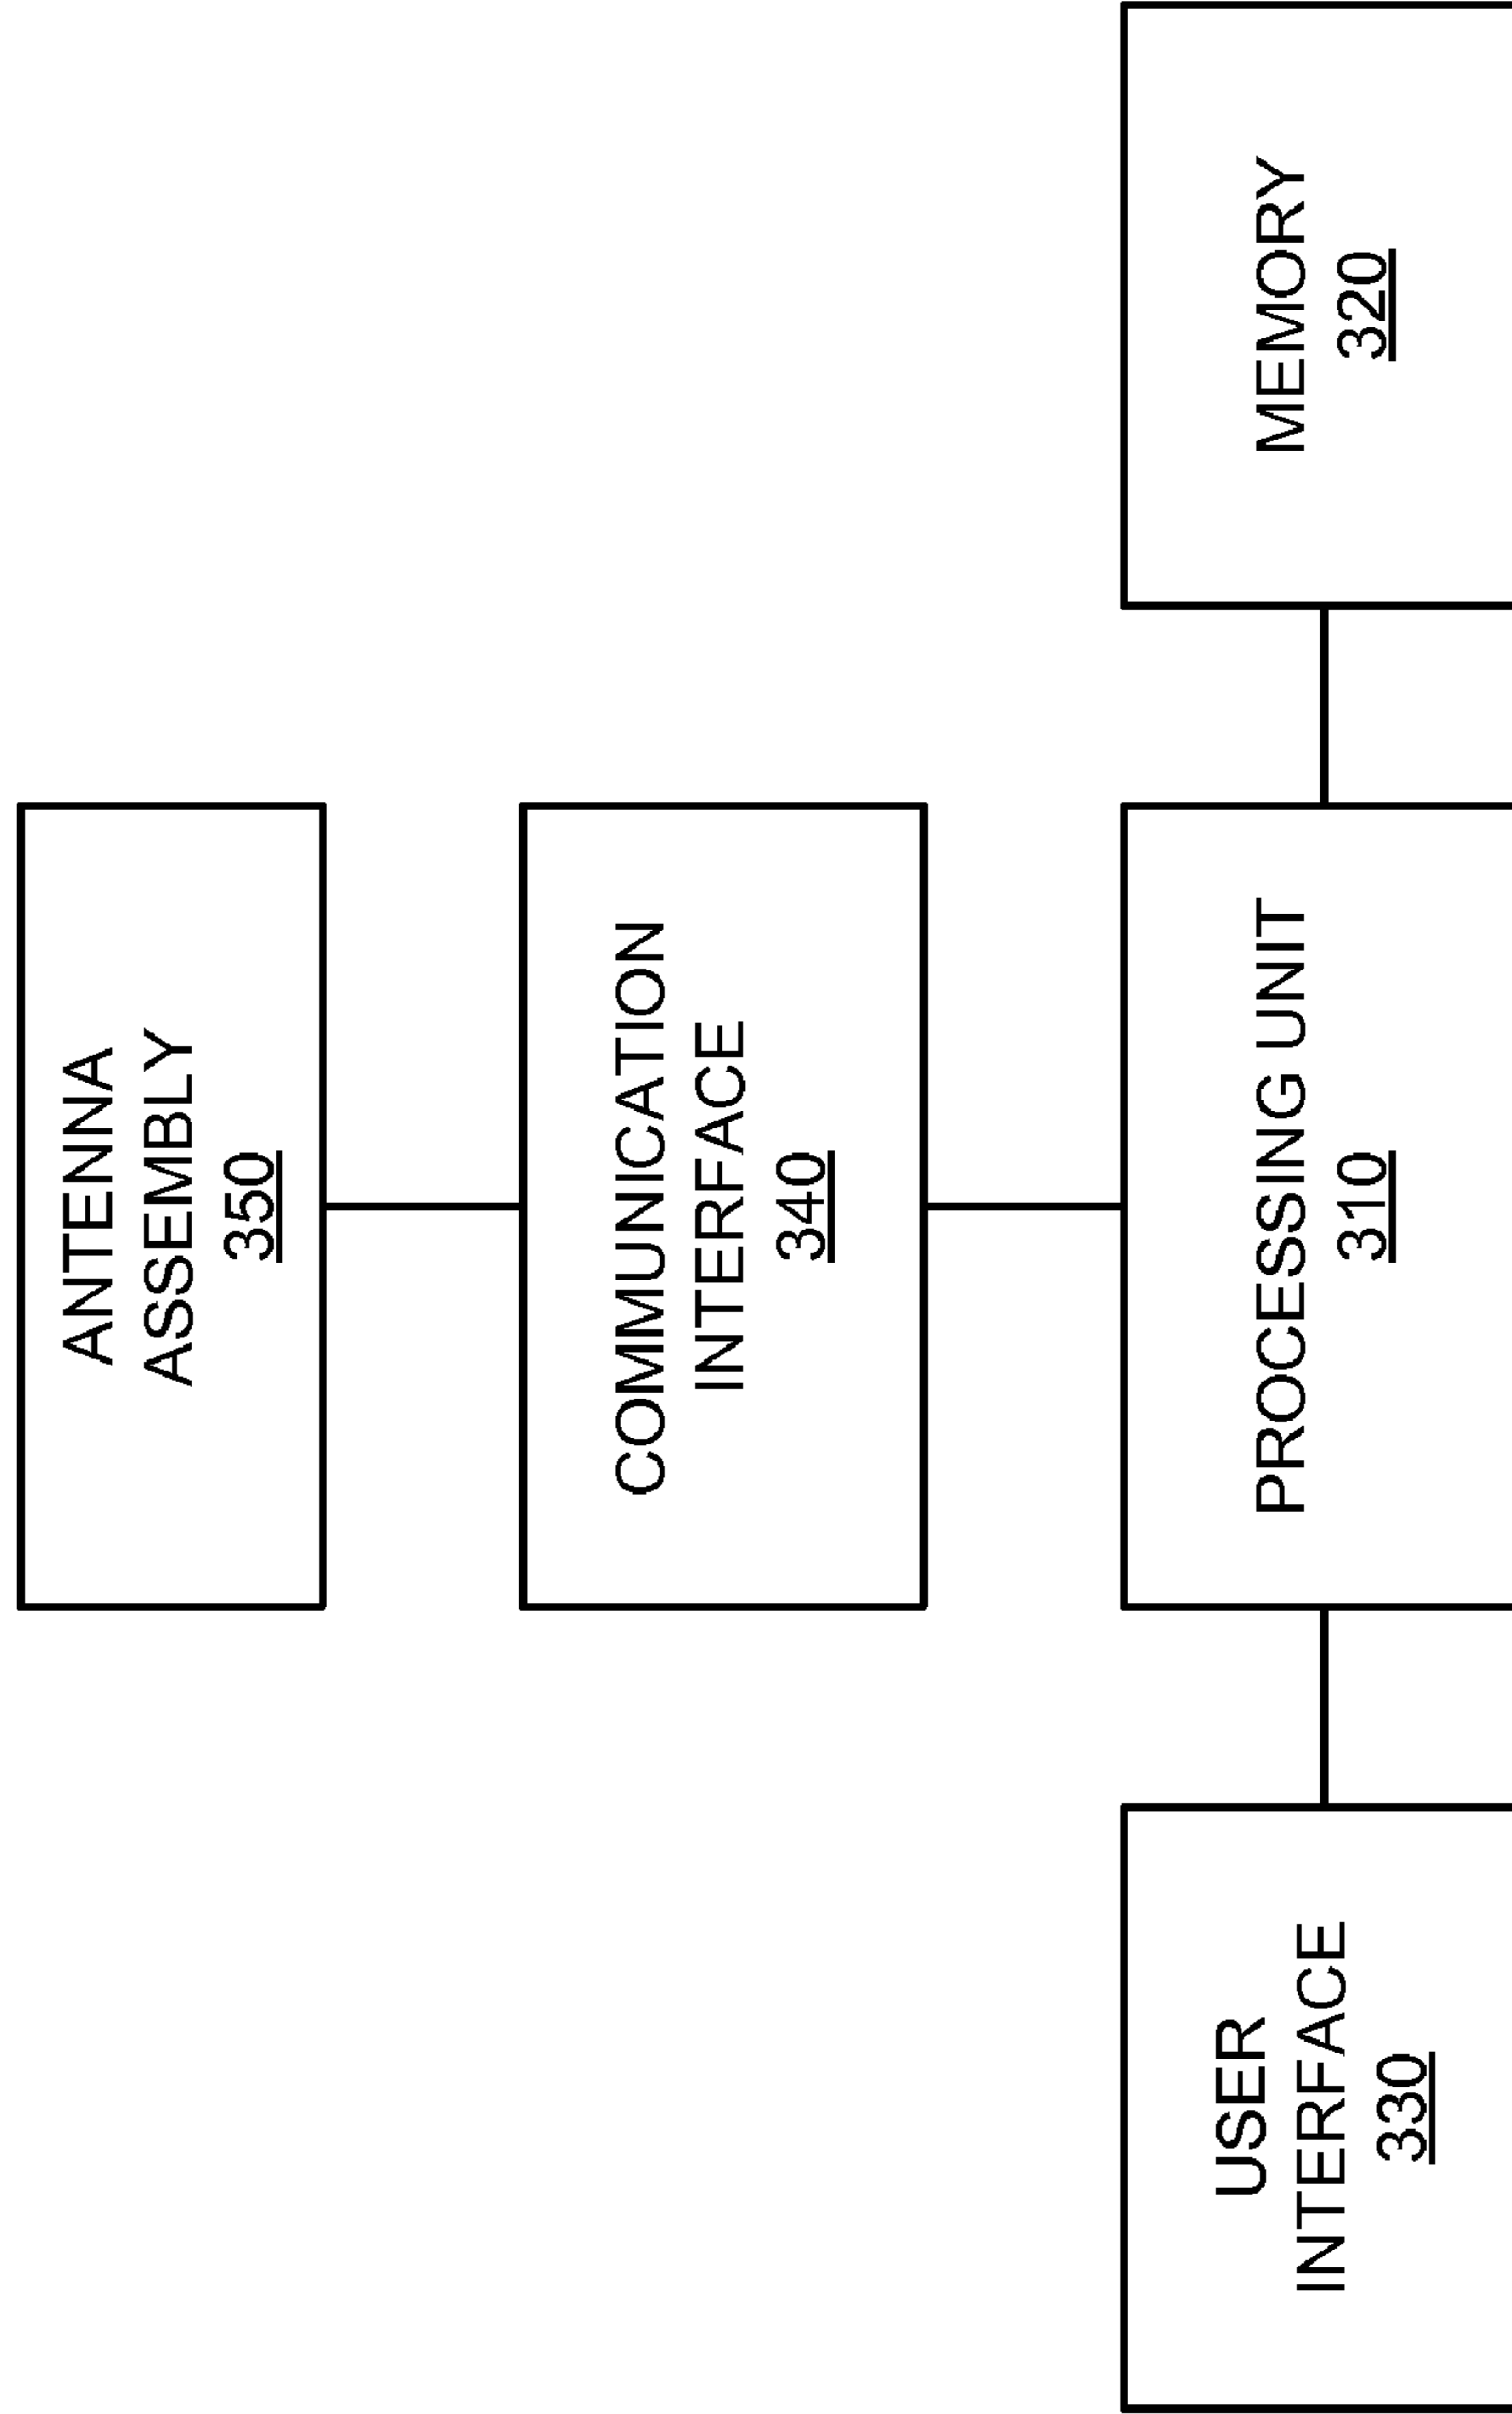 ANTENNA
ASSEMBLY
350
COMMUNICATION
INTERFACE
340
USER
INTERFACE
330
PROCESSING UNIT
310
MEMORY
320